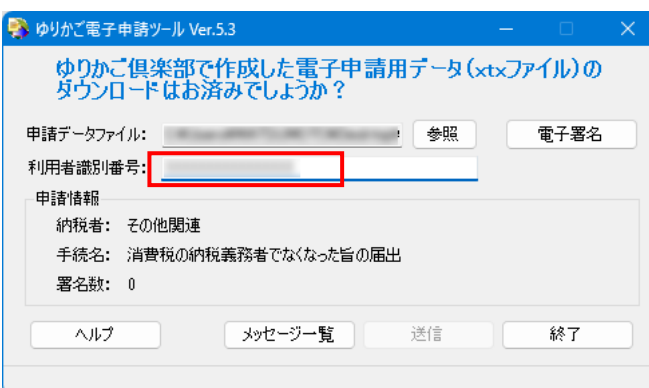 ゆりかご電子申請ツール Ver.5.3
ゆりかご倶楽部で作成した電子申請用データ(xtxファイル)の
ダウンロードはお済みでしょうか？
申請データファイル: 参照 電子署名
利用者識別番号:
申請情報
納税者: その他関連
手続名: 消費税の納税義務者でなくなった旨の届出
署名数: 0
ヘルプ メッセージ一覧 送信 終了